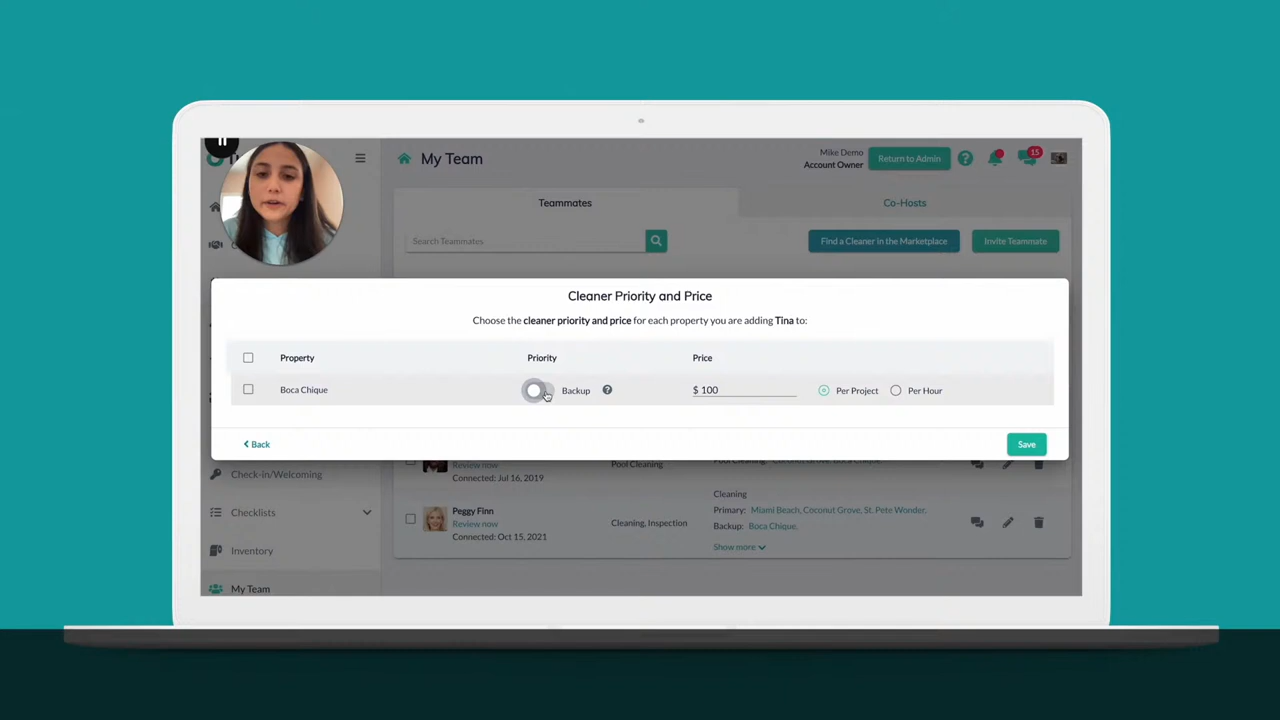 My Team
Mike Demo
Account Owner
Return to Admin
15
Teammates
Co-Hosts
Search Teammates
Find a Cleaner in the Marketplace
Invite Teammate
Cleaner Priority and Price
Choose the cleaner priority and price for each property you are adding Tina to:
Property Priority Price
Boca Chique Backup $ 100 Per Project Per Hour
Back
Save
Check-in/Welcoming
Review now
Connected: Jul 16, 2019
Checklists
Peggy Finn
Review now
Connected: Oct 15, 2021
Cleaning, Inspection
Cleaning
Primary: Miami Beach, Coconut Grove, St. Pete Wonder,
Backup: Boca Chique,
Show more
Inventory
My Team